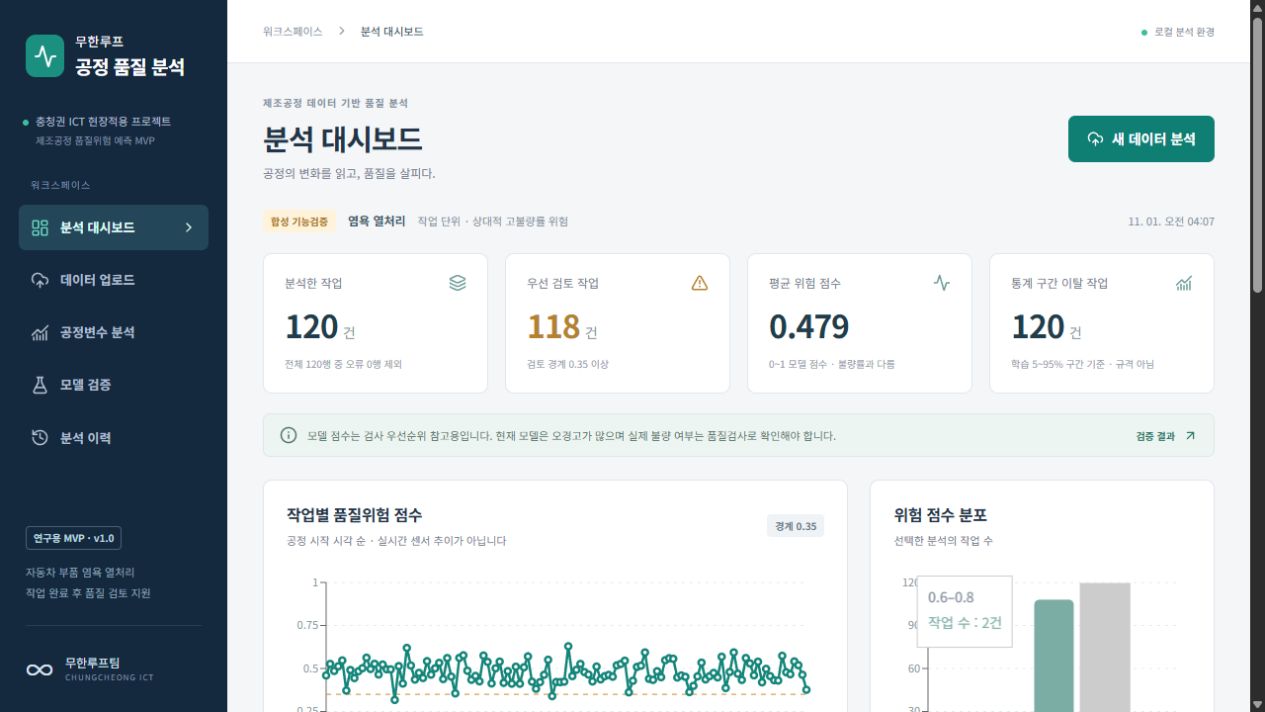 무한루프
공정 품질 분석
충청권 ICT 현장적용 프로젝트
제조공정 품질위험 예측 MVP
워크스페이스
분석 대시보드
데이터 업로드
공정변수 분석
모델 검증
분석 이력
연구용 MVP · v1.0
자동차 부품 염욕 열처리
작업 완료 후 품질 검토 지원
무한루프팀
CHUNGCHEONG ICT
워크스페이스 > 분석 대시보드
로컬 분석 환경
제조공정 데이터 기반 품질 분석
분석 대시보드
공정의 변화를 읽고, 품질을 살피다.
새 데이터 분석
합성 기능검증 염욕 열처리 작업 단위 · 상대적 고불량률 위험
11. 01. 오전 04:07
분석한 작업
120 건
전체 120행 중 오류 0행 제외
우선 검토 작업
118 건
검토 경계 0.35 이상
평균 위험 점수
0.479
0~1 모델 점수 · 불량률과 다름
통계 구간 이탈 작업
120 건
학습 5~95% 구간 기준 · 규격 아님
모델 점수는 검사 우선순위 참고용입니다. 현재 모델은 오경고가 많으며 실제 불량 여부는 품질검사로 확인해야 합니다.
검증 결과
작업별 품질위험 점수
공정 시작 시각 순 · 실시간 센서 추이가 아닙니다
경계 0.35
1
0.75
0.5
0.25
위험 점수 분포
선택한 분석의 작업 수
120
90
60
30
0.6–0.8
작업 수 : 2건